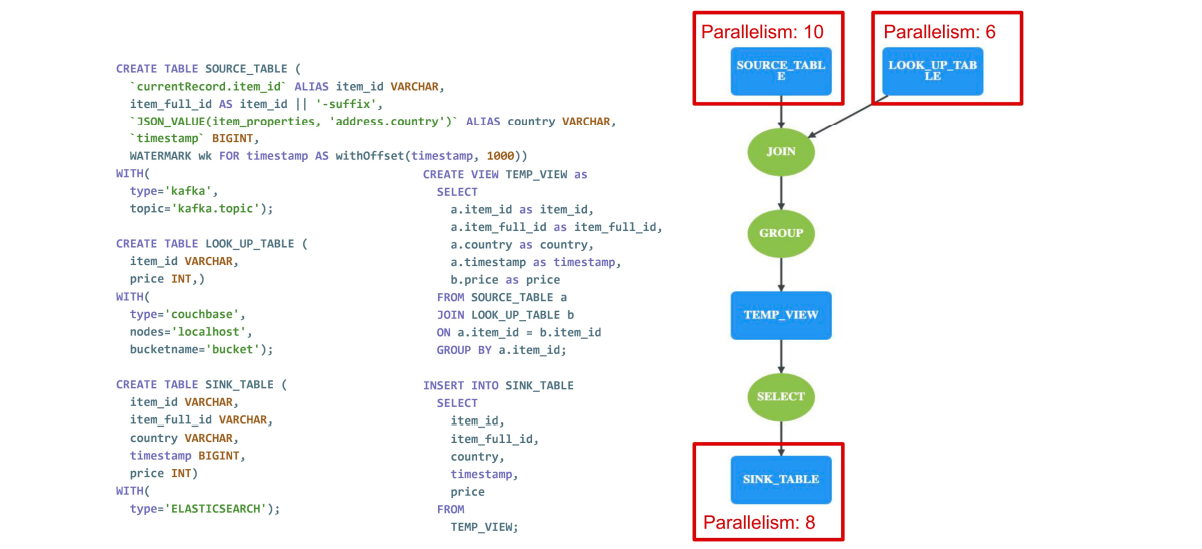 CREATE TABLE SOURCE_TABLE (
`currentRecord.item_id` ALIAS item_id VARCHAR,
item_full_id AS item_id || '-suffix',
`JSON_VALUE(item_properties, 'address.country')` ALIAS country VARCHAR,
`timestamp` BIGINT,
WATERMARK wk FOR timestamp AS withOffset(timestamp, 1000))
WITH(
type='kafka',
topic='kafka.topic');
CREATE TABLE LOOK_UP_TABLE (
item_id VARCHAR,
price INT,)
WITH(
type='couchbase',
nodes='localhost',
bucketname='bucket');
CREATE TABLE SINK_TABLE (
item_id VARCHAR,
item_full_id VARCHAR,
country VARCHAR,
timestamp BIGINT,
price INT)
WITH(
type='ELASTICSEARCH');
CREATE VIEW TEMP_VIEW as
SELECT
a.item_id as item_id,
a.item_full_id as item_full_id,
a.country as country,
a.timestamp as timestamp,
b.price as price
FROM SOURCE_TABLE a
JOIN LOOK_UP_TABLE b
ON a.item_id = b.item_id
GROUP BY a.item_id;
INSERT INTO SINK_TABLE
SELECT
item_id,
item_full_id,
country,
timestamp,
price
FROM
TEMP_VIEW;
Parallelism: 10
SOURCE_TABL
E
Parallelism: 6
LOOK_UP_TAB
LE
JOIN
GROUP
TEMP_VIEW
SELECT
SINK_TABLE
Parallelism: 8